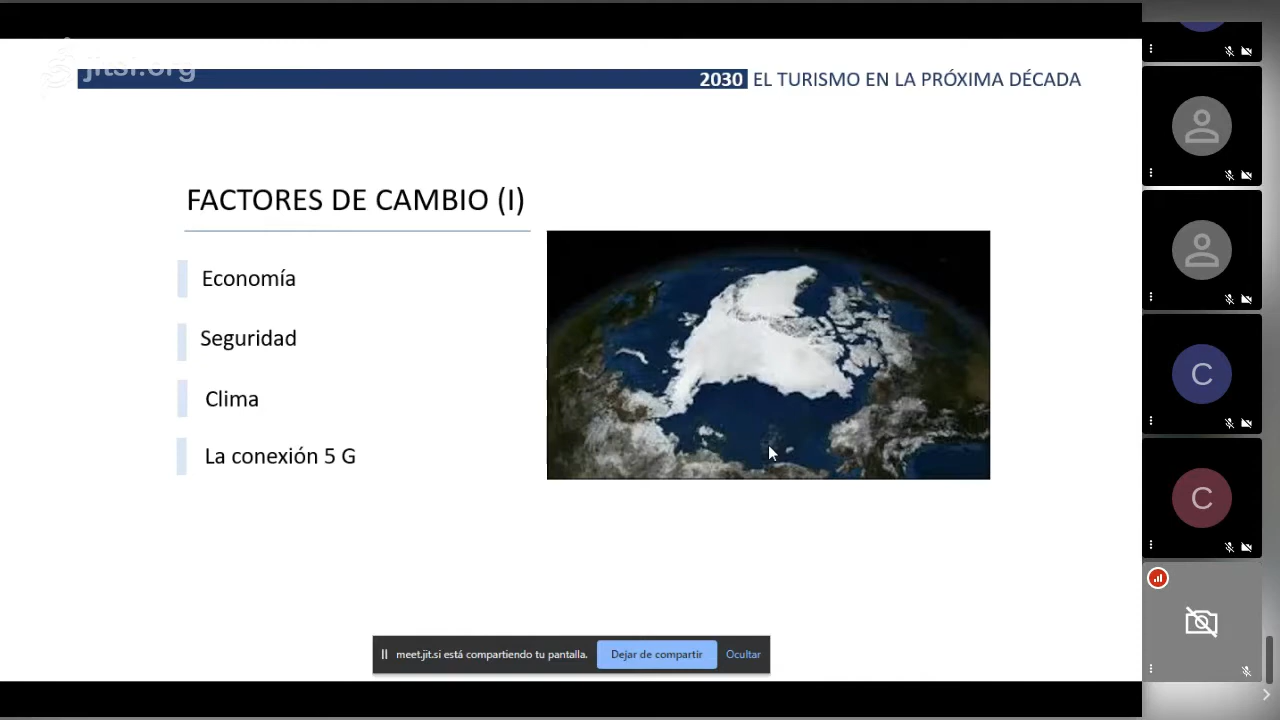 jitsi.org
2030 EL TURISMO EN LA PRÓXIMA DÉCADA
FACTORES DE CAMBIO (I)
Economía
Seguridad
Clima
La conexión 5 G
C
C
meet.jit.si está compartiendo tu pantalla. Dejar de compartir Ocultar